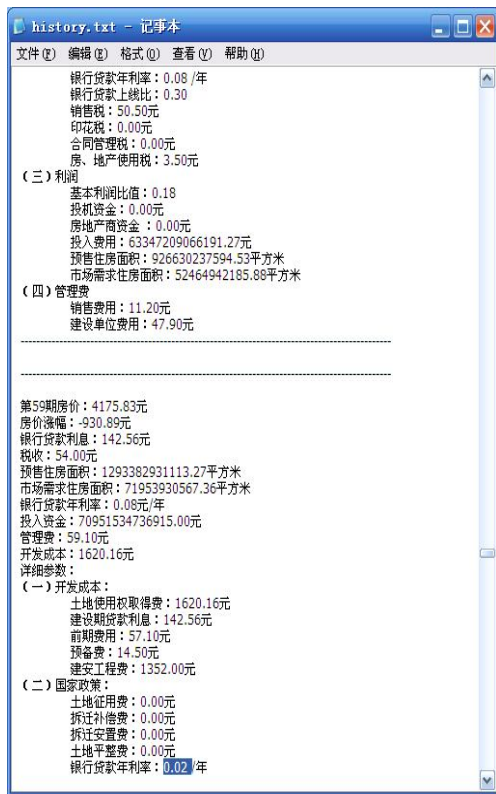 history.txt - 记事本
文件(F) 编辑(E) 格式(O) 查看(V) 帮助(H)
银行贷款年利率：0.08 /年
银行贷款上线比：0.30
销售税：50.50元
印花税：0.00元
合同管理税：0.00元
房、地产使用税：3.50元
(三)利润
基本利润比值：0.18
投机资金：0.00元
房地产商资金 ：0.00元
投入费用：63347209066191.27元
预售住房面积：926630237594.53平方米
市场需求住房面积：52464942185.88平方米
(四)管理费
销售费用：11.20元
建设单位费用：47.90元
第59期房价：4175.83元
房价涨幅：-930.89元
银行贷款利息：142.56元
税收：54.00元
预售住房面积：1293382931113.27平方米
市场需求住房面积：71953930567.36平方米
银行贷款年利率：0.08元/年
投入资金：70951534736915.00元
管理费：59.10元
开发成本：1620.16元
详细参数：
(一)开发成本：
土地使用权取得费：1620.16元
建设期贷款利息：142.56元
前期费用：57.10元
预备费：14.50元
建安工程费：1352.00元
(二)国家政策：
土地征用费：0.00元
拆迁补偿费：0.00元
拆迁安置费：0.00元
土地平整费：0.00元
银行贷款年利率：0.02 /年